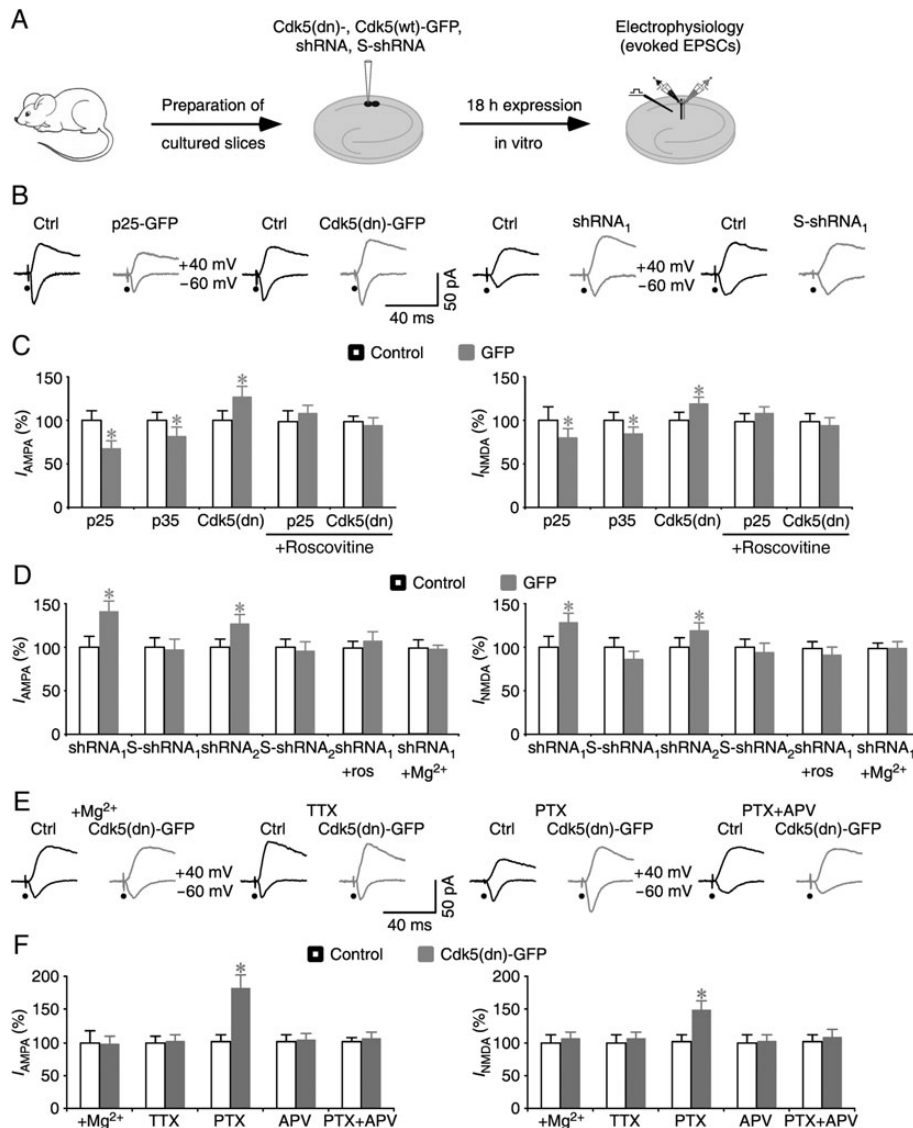 A
Cdk5(dn)-, Cdk5(wt)-GFP,
shRNA, S-shRNA
Electrophysiology
(evoked EPSCs)
Preparation of
cultured slices
18 h expression
in vitro
B
Ctrl p25-GFP Ctrl Cdk5(dn)-GFP Ctrl shRNA1 Ctrl S-shRNA1
+40 mV +40 mV
−60 mV −60 mV
50 pA
40 ms
C
Control GFP
150 150
100 100
50 50
0 0
IAMPA (%) INMDA (%)
p25 p35 Cdk5(dn) p25 Cdk5(dn) p25 p35 Cdk5(dn) p25 Cdk5(dn)
+Roscovitine +Roscovitine
* * * * * *
D
Control GFP
150 150
100 100
50 50
0 0
IAMPA (%) INMDA (%)
* * * *
shRNA1 S-shRNA1 shRNA2 S-shRNA2 shRNA1 shRNA1 shRNA1 S-shRNA1 shRNA2 S-shRNA2 shRNA1 shRNA1
+ros +Mg2+ +ros +Mg2+
E
+Mg2+ TTX PTX PTX+APV
Ctrl Cdk5(dn)-GFP Ctrl Cdk5(dn)-GFP Ctrl Cdk5(dn)-GFP Ctrl Cdk5(dn)-GFP
+40 mV +40 mV
−60 mV −60 mV
50 pA
40 ms
F
Control Cdk5(dn)-GFP
200 200
150 150
100 100
50 50
0 0
IAMPA (%) INMDA (%)
* *
+Mg2+ TTX PTX APV PTX+APV +Mg2+ TTX PTX APV PTX+APV